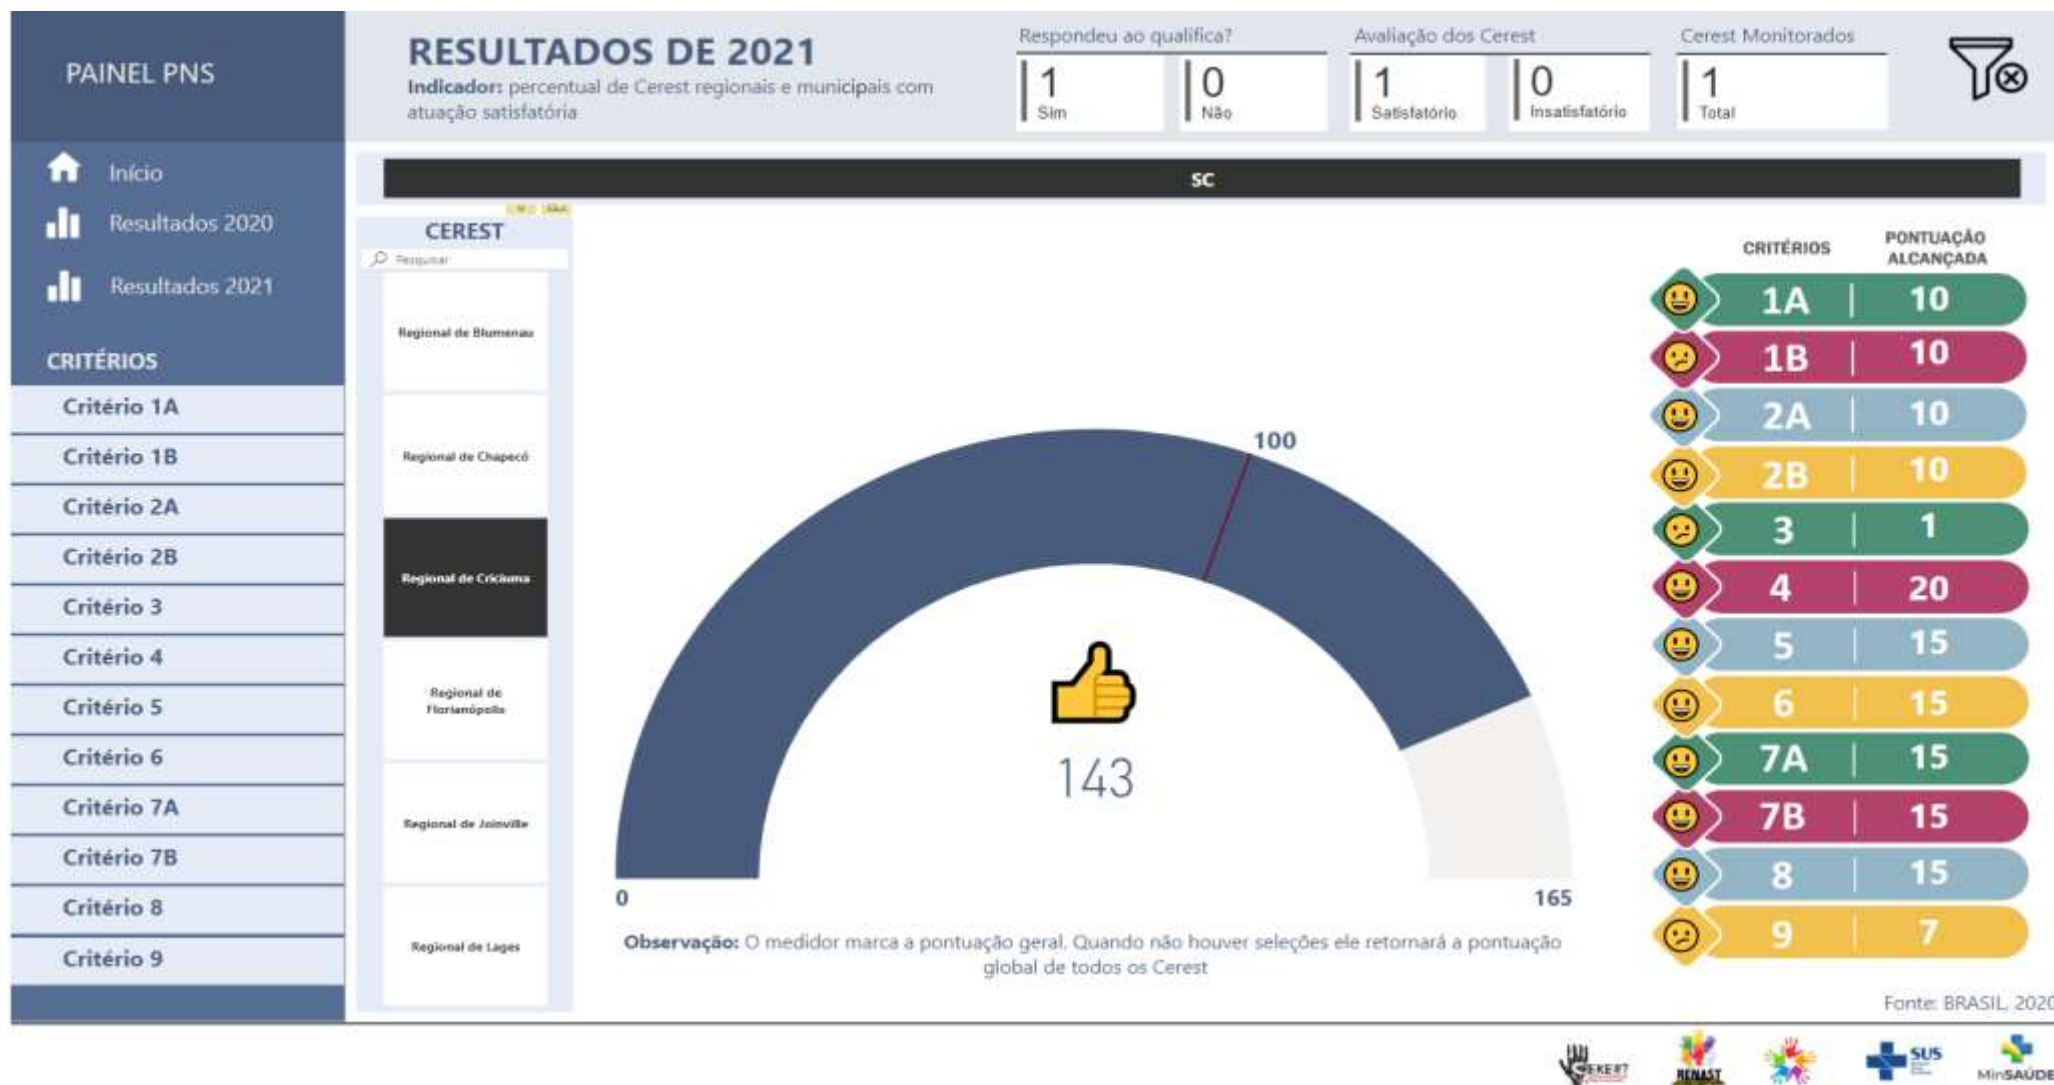 PAINEL PNS
Início
Resultados 2020
Resultados 2021
CRITÉRIOS
Critério 1A
Critério 1B
Critério 2A
Critério 2B
Critério 3
Critério 4
Critério 5
Critério 6
Critério 7A
Critério 7B
Critério 8
Critério 9
RESULTADOS DE 2021
Indicador: percentual de Cerest regionais e municipais com
atuação satisfatória
Respondeu ao qualifica?
1
Sim
0
Não
Avaliação dos Cerest
1
Satisfatório
0
Insatisfatório
Cerest Monitorados
1
Total
SC
CEREST
Pesquisar
Regional de Blumenau
Regional de Chapecó
Regional de Criciuma
Regional de
Florianópolis
Regional de Joinville
Regional de Lages
100
143
0
165
Observação: O medidor marca a pontuação geral. Quando não houver seleções ele retornará a pontuação
global de todos os Cerest
CRITÉRIOS
PONTUAÇÃO
ALCANÇADA
1A | 10
1B | 10
2A | 10
2B | 10
3 | 1
4 | 20
5 | 15
6 | 15
7A | 15
7B | 15
8 | 15
9 | 7
Fonte: BRASIL, 2020
RENAST
SUS
MinSAÚDE